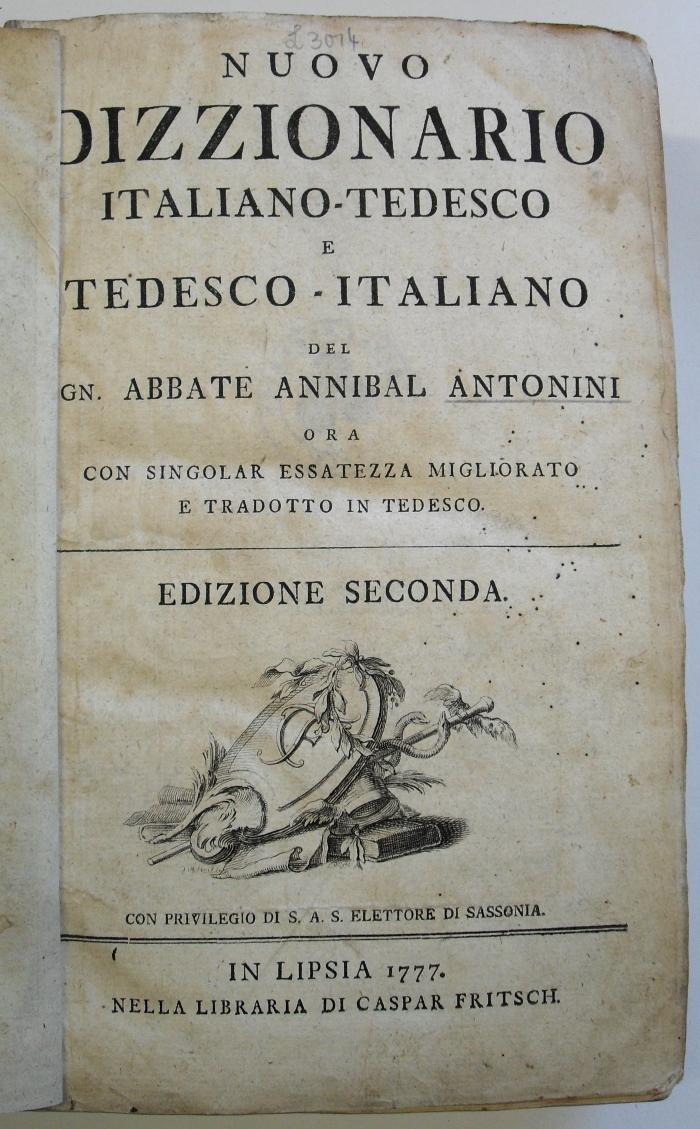 L 3014
NUOVO
DIZZIONARIO
ITALIANO-TEDESCO
E
TEDESCO - ITALIANO
DEL
GN. ABBATE ANNIBAL ANTONINI
ORA
CON SINGOLAR ESSATEZZA MIGLIORATO
E TRADOTTO IN TEDESCO.
EDIZIONE SECONDA.
CON PRIVILEGIO DI S. A. S. ELETTORE DI SASSONIA.
IN LIPSIA 1777.
NELLA LIBRARIA DI CASPAR FRITSCH.